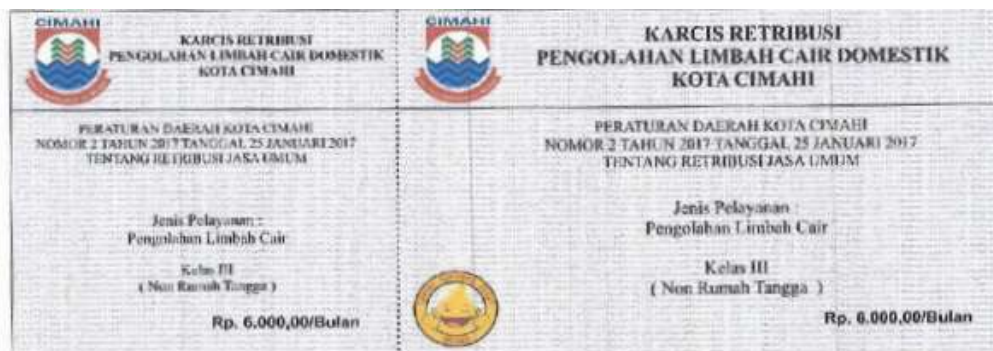 CIMAHI
KARCIS RETRIBUSI
PENGOLAHAN LIMBAH CAIR DOMESTIK
KOTA CIMAHI
PERATURAN DAERAH KOTA CIMAHI
NOMOR 2 TAHUN 2017 TANGGAL 25 JANUARI 2017
TENTANG RETRIBUSI JASA UMUM
Jenis Pelayanan :
Pengolahan Limbah Cair
Kelas III
( Non Rumah Tangga )
Rp. 6.000,00/Bulan
CIMAHI
KARCIS RETRIBUSI
PENGOLAHAN LIMBAH CAIR DOMESTIK
KOTA CIMAHI
PERATURAN DAERAH KOTA CIMAHI
NOMOR 2 TAHUN 2017 TANGGAL 25 JANUARI 2017
TENTANG RETRIBUSI JASA UMUM
Jenis Pelayanan :
Pengolahan Limbah Cair
Kelas III
( Non Rumah Tangga )
Rp. 6.000,00/Bulan